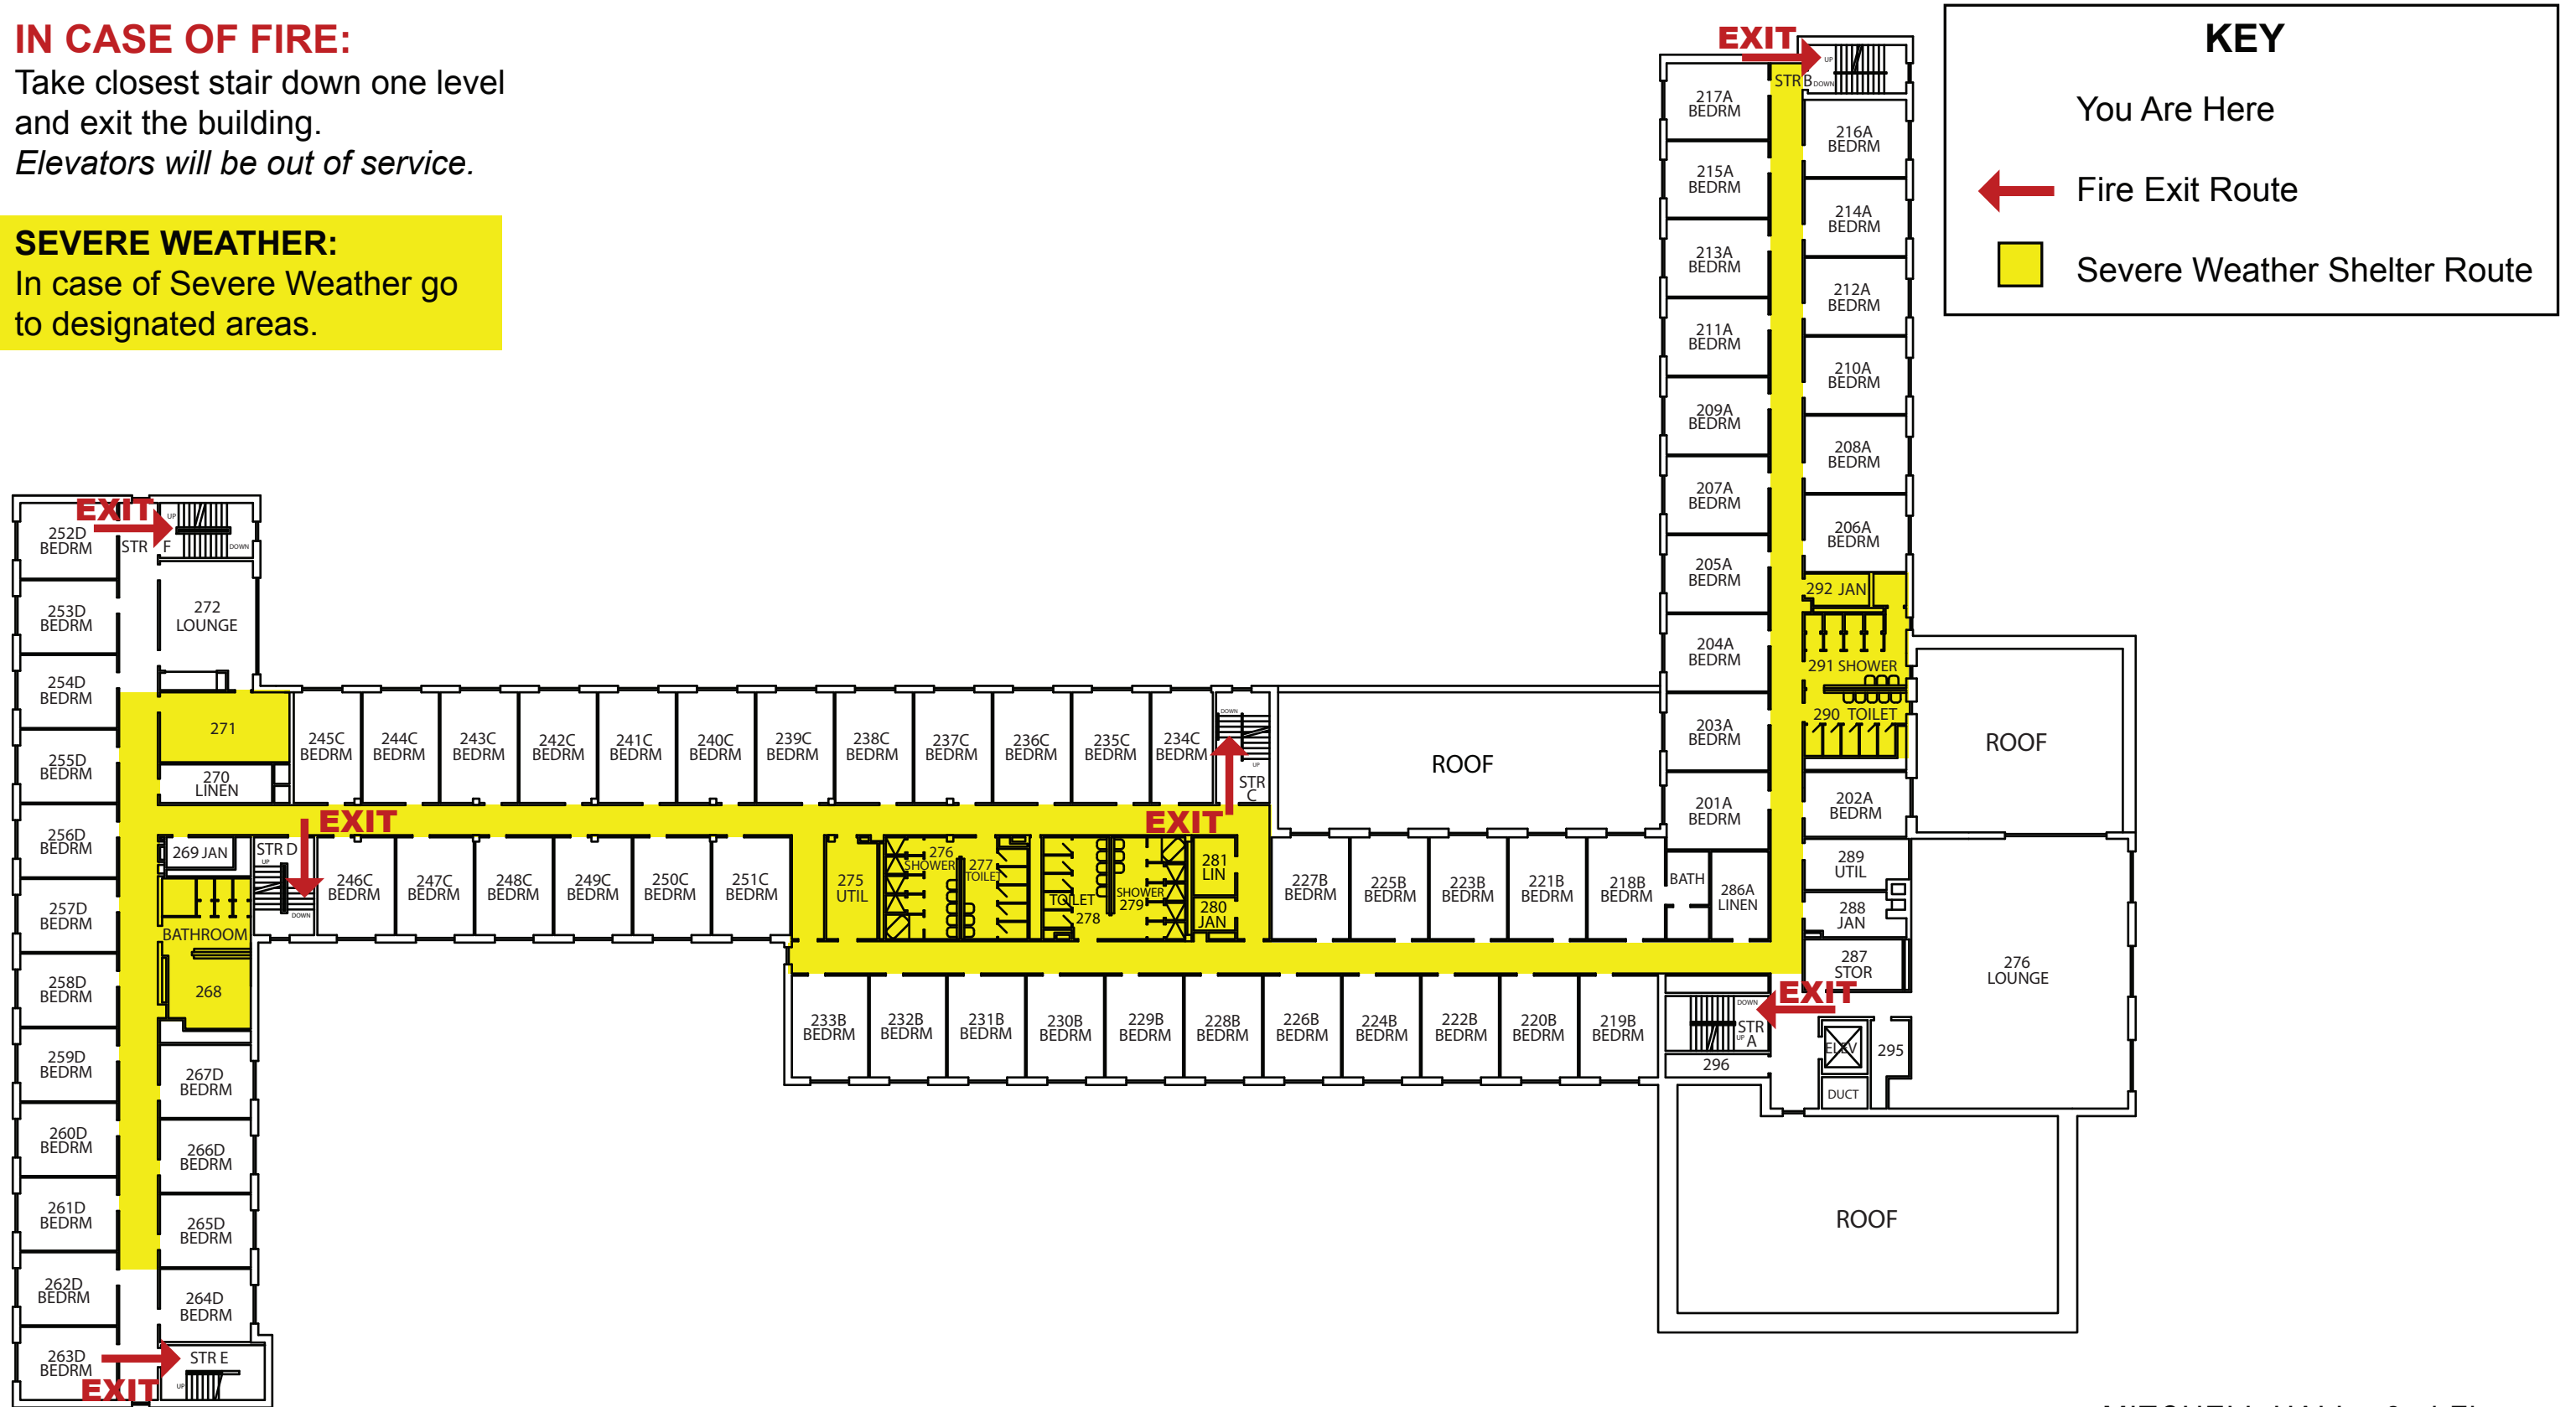 IN CASE OF FIRE:
Take closest stair down one level
and exit the building.
Elevators will be out of service.
SEVERE WEATHER:
In case of Severe Weather go
to designated areas.
KEY
You Are Here
Fire Exit Route
Severe Weather Shelter Route
EXIT
UP
STR B
DOWN
217A
BEDRM
216A
BEDRM
215A
BEDRM
214A
BEDRM
213A
BEDRM
212A
BEDRM
211A
BEDRM
210A
BEDRM
209A
BEDRM
208A
BEDRM
207A
BEDRM
206A
BEDRM
205A
BEDRM
292 JAN
204A
BEDRM
291 SHOWER
290 TOILET
203A
BEDRM
ROOF
201A
BEDRM
202A
BEDRM
ROOF
BATH
286A
LINEN
289
UTIL
288
JAN
287
STOR
276
LOUNGE
EXIT
DOWN
STR
A
UP
296
ELEV
295
DUCT
ROOF
EXIT
252D
BEDRM
STR F
UP
DOWN
253D
BEDRM
272
LOUNGE
254D
BEDRM
271
255D
BEDRM
270
LINEN
256D
BEDRM
269 JAN
257D
BEDRM
BATHROOM
258D
BEDRM
268
259D
BEDRM
267D
BEDRM
260D
BEDRM
266D
BEDRM
261D
BEDRM
265D
BEDRM
262D
BEDRM
264D
BEDRM
263D
BEDRM
STR E
UP
EXIT
245C
BEDRM
244C
BEDRM
243C
BEDRM
242C
BEDRM
241C
BEDRM
240C
BEDRM
239C
BEDRM
238C
BEDRM
237C
BEDRM
236C
BEDRM
235C
BEDRM
234C
BEDRM
DOWN
UP
STR
C
EXIT
EXIT
STR D
UP
DOWN
246C
BEDRM
247C
BEDRM
248C
BEDRM
249C
BEDRM
250C
BEDRM
251C
BEDRM
275
UTIL
276
SHOWER
277
TOILET
TOILET
278
SHOWER
279
281
LIN
280
JAN
227B
BEDRM
225B
BEDRM
223B
BEDRM
221B
BEDRM
218B
BEDRM
233B
BEDRM
232B
BEDRM
231B
BEDRM
230B
BEDRM
229B
BEDRM
228B
BEDRM
226B
BEDRM
224B
BEDRM
222B
BEDRM
220B
BEDRM
219B
BEDRM